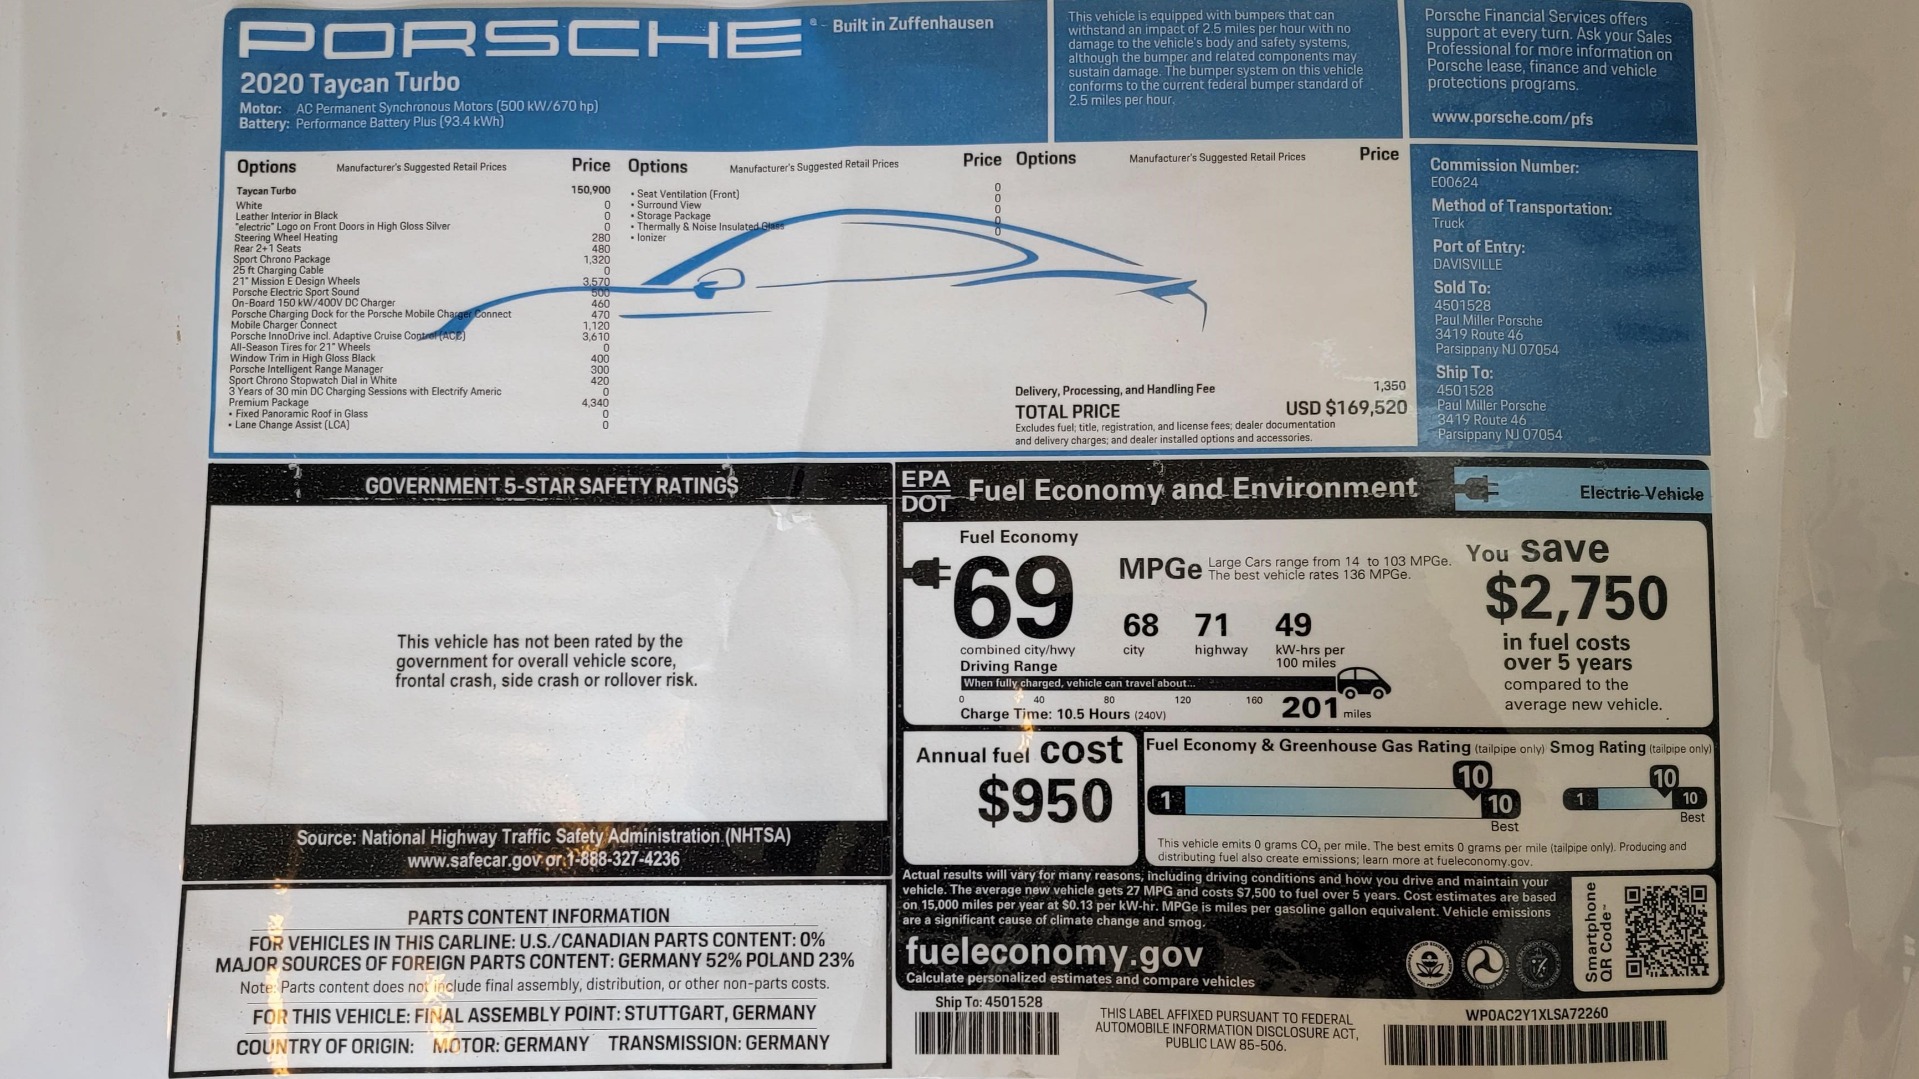 PORSCHE® - Built in Zuffenhausen
2020 Taycan Turbo
Motor: AC Permanent Synchronous Motors (500 kW/670 hp)
Battery: Performance Battery Plus (93.4 kWh)
This vehicle is equipped with bumpers that can
withstand an impact of 2.5 miles per hour with no
damage to the vehicle's body and safety systems,
although the bumper and related components may
sustain damage. The bumper system on this vehicle
conforms to the current federal bumper standard of
2.5 miles per hour.
Porsche Financial Services offers
support at every turn. Ask your Sales
Professional for more information on
Porsche lease, finance and vehicle
protections programs.
www.porsche.com/pfs
Options Manufacturer's Suggested Retail Prices Price
Taycan Turbo 150,900
White 0
Leather Interior in Black 0
"electric" Logo on Front Doors in High Gloss Silver 0
Steering Wheel Heating 280
Rear 2+1 Seats 480
Sport Chrono Package 1,320
25 ft Charging Cable 0
21" Mission E Design Wheels 3,570
Porsche Electric Sport Sound 500
On-Board 150 kW/400V DC Charger 460
Porsche Charging Dock for the Porsche Mobile Charger Connect 470
Mobile Charger Connect 1,120
Porsche InnoDrive incl. Adaptive Cruise Control (ACC) 3,610
All-Season Tires for 21" Wheels 0
Window Trim in High Gloss Black 400
Porsche Intelligent Range Manager 300
Sport Chrono Stopwatch Dial in White 420
3 Years of 30 min DC Charging Sessions with Electrify Americ 0
Premium Package 4,340
• Fixed Panoramic Roof in Glass 0
• Lane Change Assist (LCA) 0
Options Manufacturer's Suggested Retail Prices Price
• Seat Ventilation (Front) 0
• Surround View 0
• Storage Package 0
• Thermally & Noise Insulated Glass 0
• Ionizer 0
Options Manufacturer's Suggested Retail Prices Price
Delivery, Processing, and Handling Fee 1,350
TOTAL PRICE USD $169,520
Excludes fuel; title, registration, and license fees; dealer documentation
and delivery charges; and dealer installed options and accessories.
Commission Number:
E00624
Method of Transportation:
Truck
Port of Entry:
DAVISVILLE
Sold To:
4501528
Paul Miller Porsche
3419 Route 46
Parsippany NJ 07054
Ship To:
4501528
Paul Miller Porsche
3419 Route 46
Parsippany NJ 07054
GOVERNMENT 5-STAR SAFETY RATINGS
This vehicle has not been rated by the
government for overall vehicle score,
frontal crash, side crash or rollover risk.
Source: National Highway Traffic Safety Administration (NHTSA)
www.safecar.gov or 1-888-327-4236
PARTS CONTENT INFORMATION
FOR VEHICLES IN THIS CARLINE: U.S./CANADIAN PARTS CONTENT: 0%
MAJOR SOURCES OF FOREIGN PARTS CONTENT: GERMANY 52% POLAND 23%
Note: Parts content does not include final assembly, distribution, or other non-parts costs.
FOR THIS VEHICLE: FINAL ASSEMBLY POINT: STUTTGART, GERMANY
COUNTRY OF ORIGIN: MOTOR: GERMANY TRANSMISSION: GERMANY
EPA
DOT
Fuel Economy and Environment
Electric Vehicle
Fuel Economy
69 MPGe
Large Cars range from 14 to 103 MPGe.
The best vehicle rates 136 MPGe.
68 71 49
combined city/hwy city highway kW-hrs per
100 miles
Driving Range
When fully charged, vehicle can travel about...
0 40 80 120 160 201 miles
Charge Time: 10.5 Hours (240V)
You save
$2,750
in fuel costs
over 5 years
compared to the
average new vehicle.
Annual fuel cost
$950
Fuel Economy & Greenhouse Gas Rating (tailpipe only)
1 10 10
Best
Smog Rating (tailpipe only)
1 10 10
Best
This vehicle emits 0 grams CO₂ per mile. The best emits 0 grams per mile (tailpipe only). Producing and
distributing fuel also create emissions; learn more at fueleconomy.gov.
Actual results will vary for many reasons, including driving conditions and how you drive and maintain your
vehicle. The average new vehicle gets 27 MPG and costs $7,500 to fuel over 5 years. Cost estimates are based
on 15,000 miles per year at $0.13 per kW-hr. MPGe is miles per gasoline gallon equivalent. Vehicle emissions
are a significant cause of climate change and smog.
fueleconomy.gov
Calculate personalized estimates and compare vehicles
Smartphone
QR Code™
Ship To: 4501528
THIS LABEL AFFIXED PURSUANT TO FEDERAL
AUTOMOBILE INFORMATION DISCLOSURE ACT,
PUBLIC LAW 85-506.
WP0AC2Y1XLSA72260